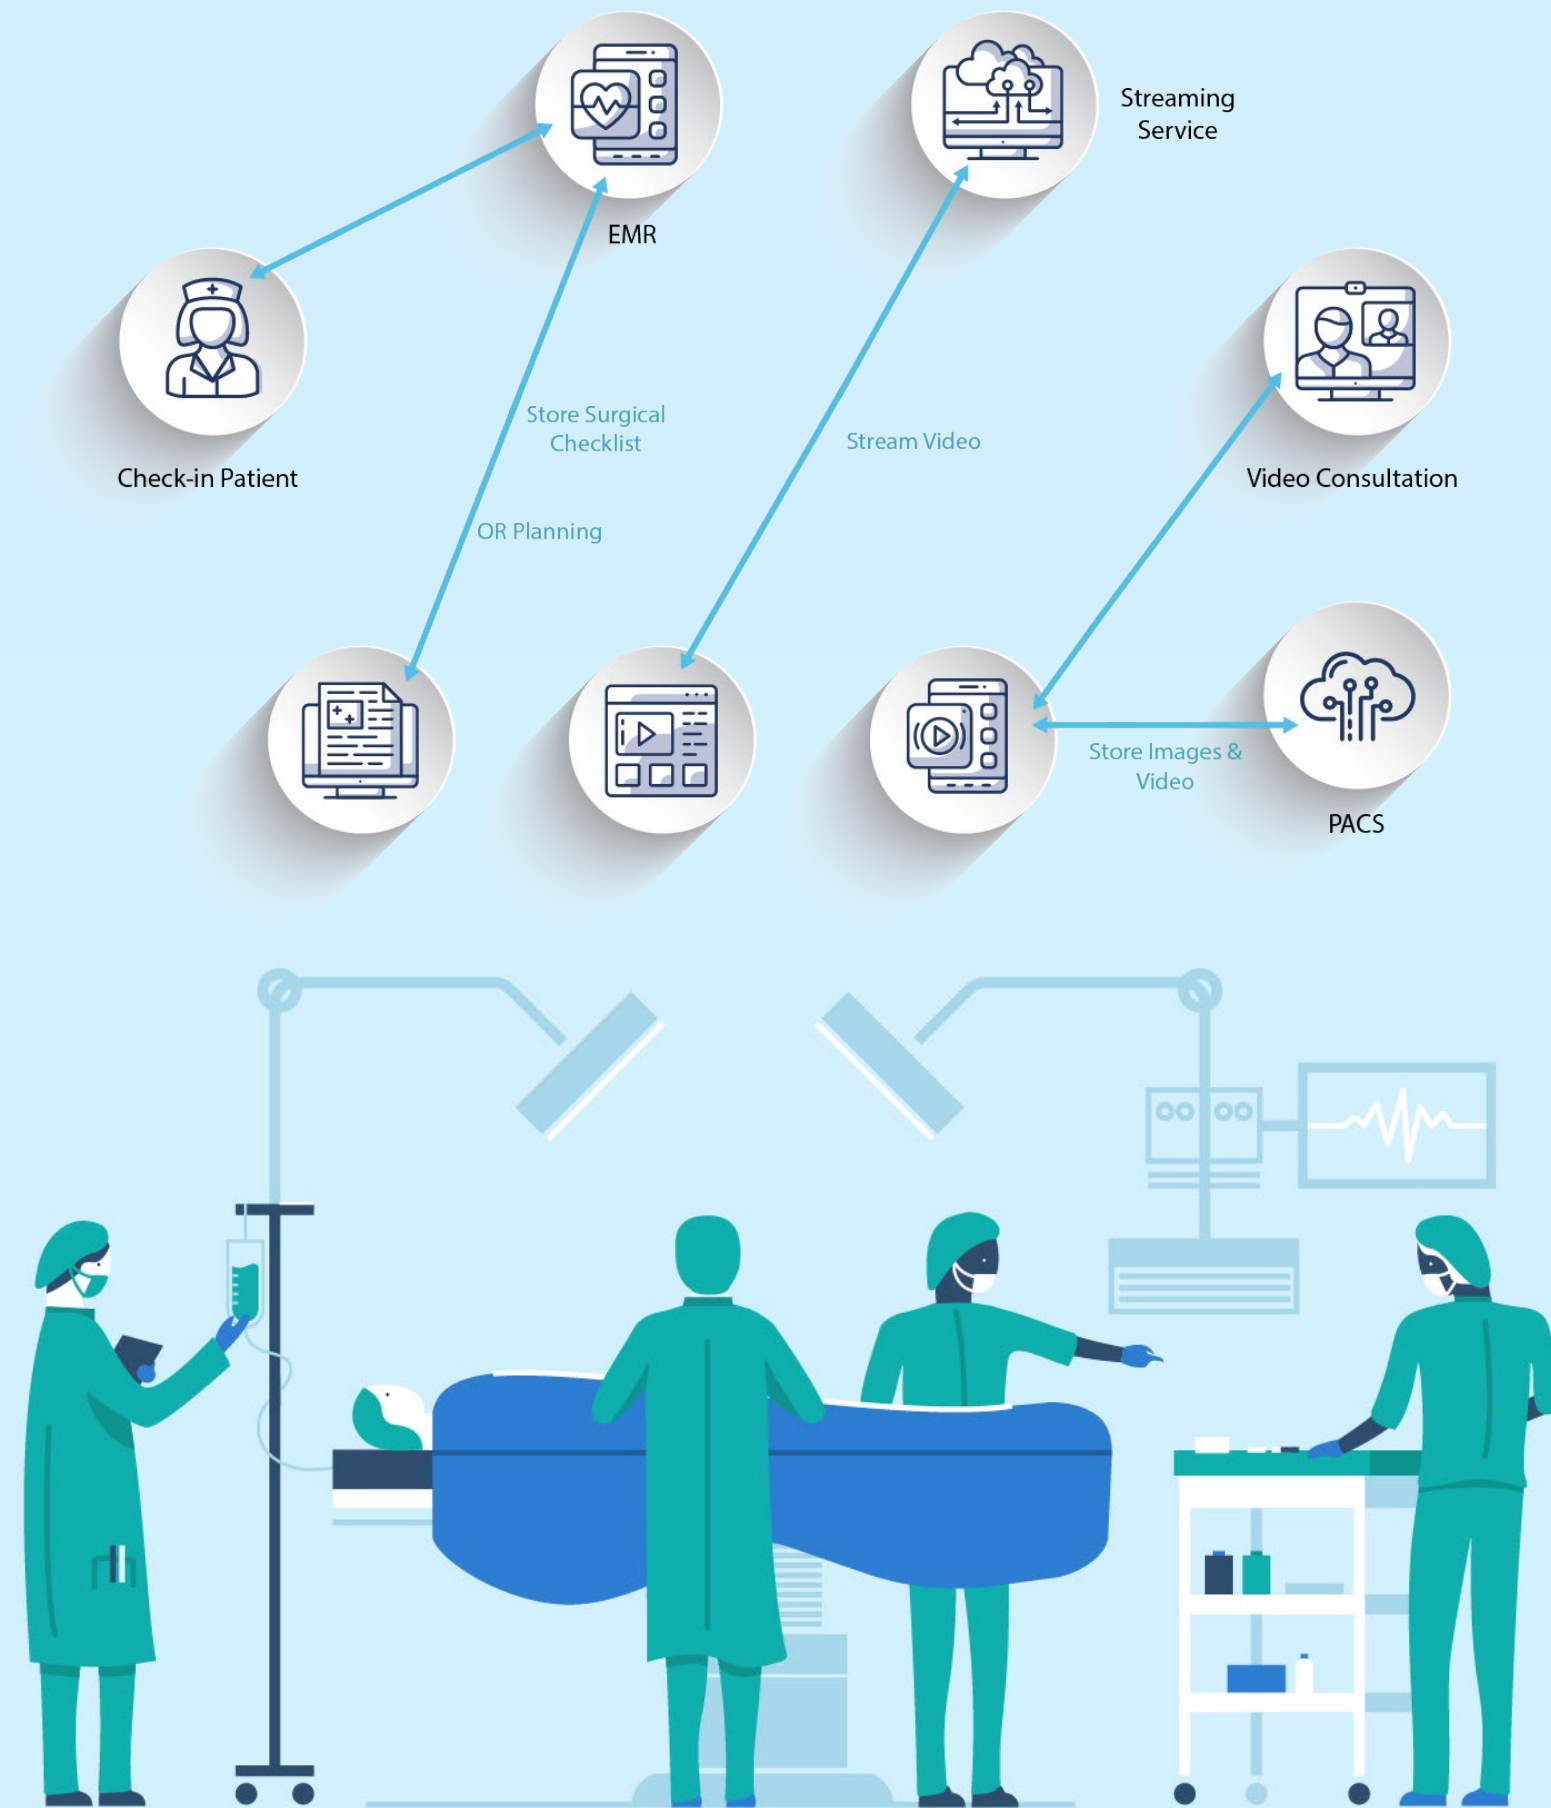 Streaming
Service
EMR
Store Surgical
Checklist
Stream Video
Check-in Patient
Video Consultation
OR Planning
Store Images &
Video
PACS